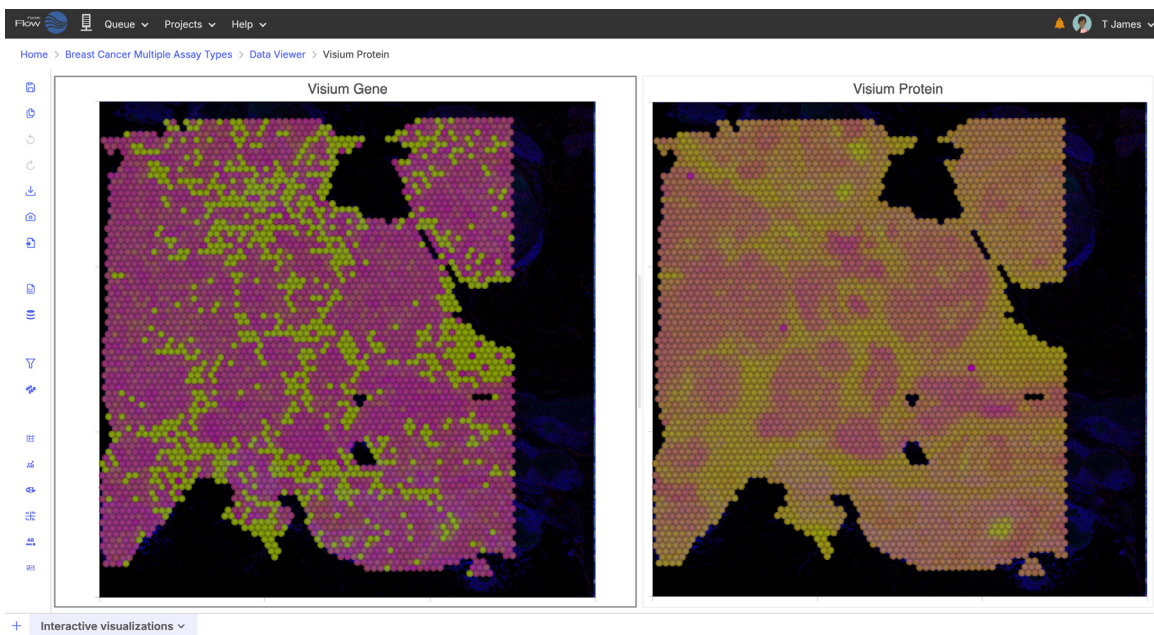 Partek
Flow
Queue
Projects
Help
T James
Home > Breast Cancer Multiple Assay Types > Data Viewer > Visium Protein
Visium Gene
Visium Protein
+ Interactive visualizations